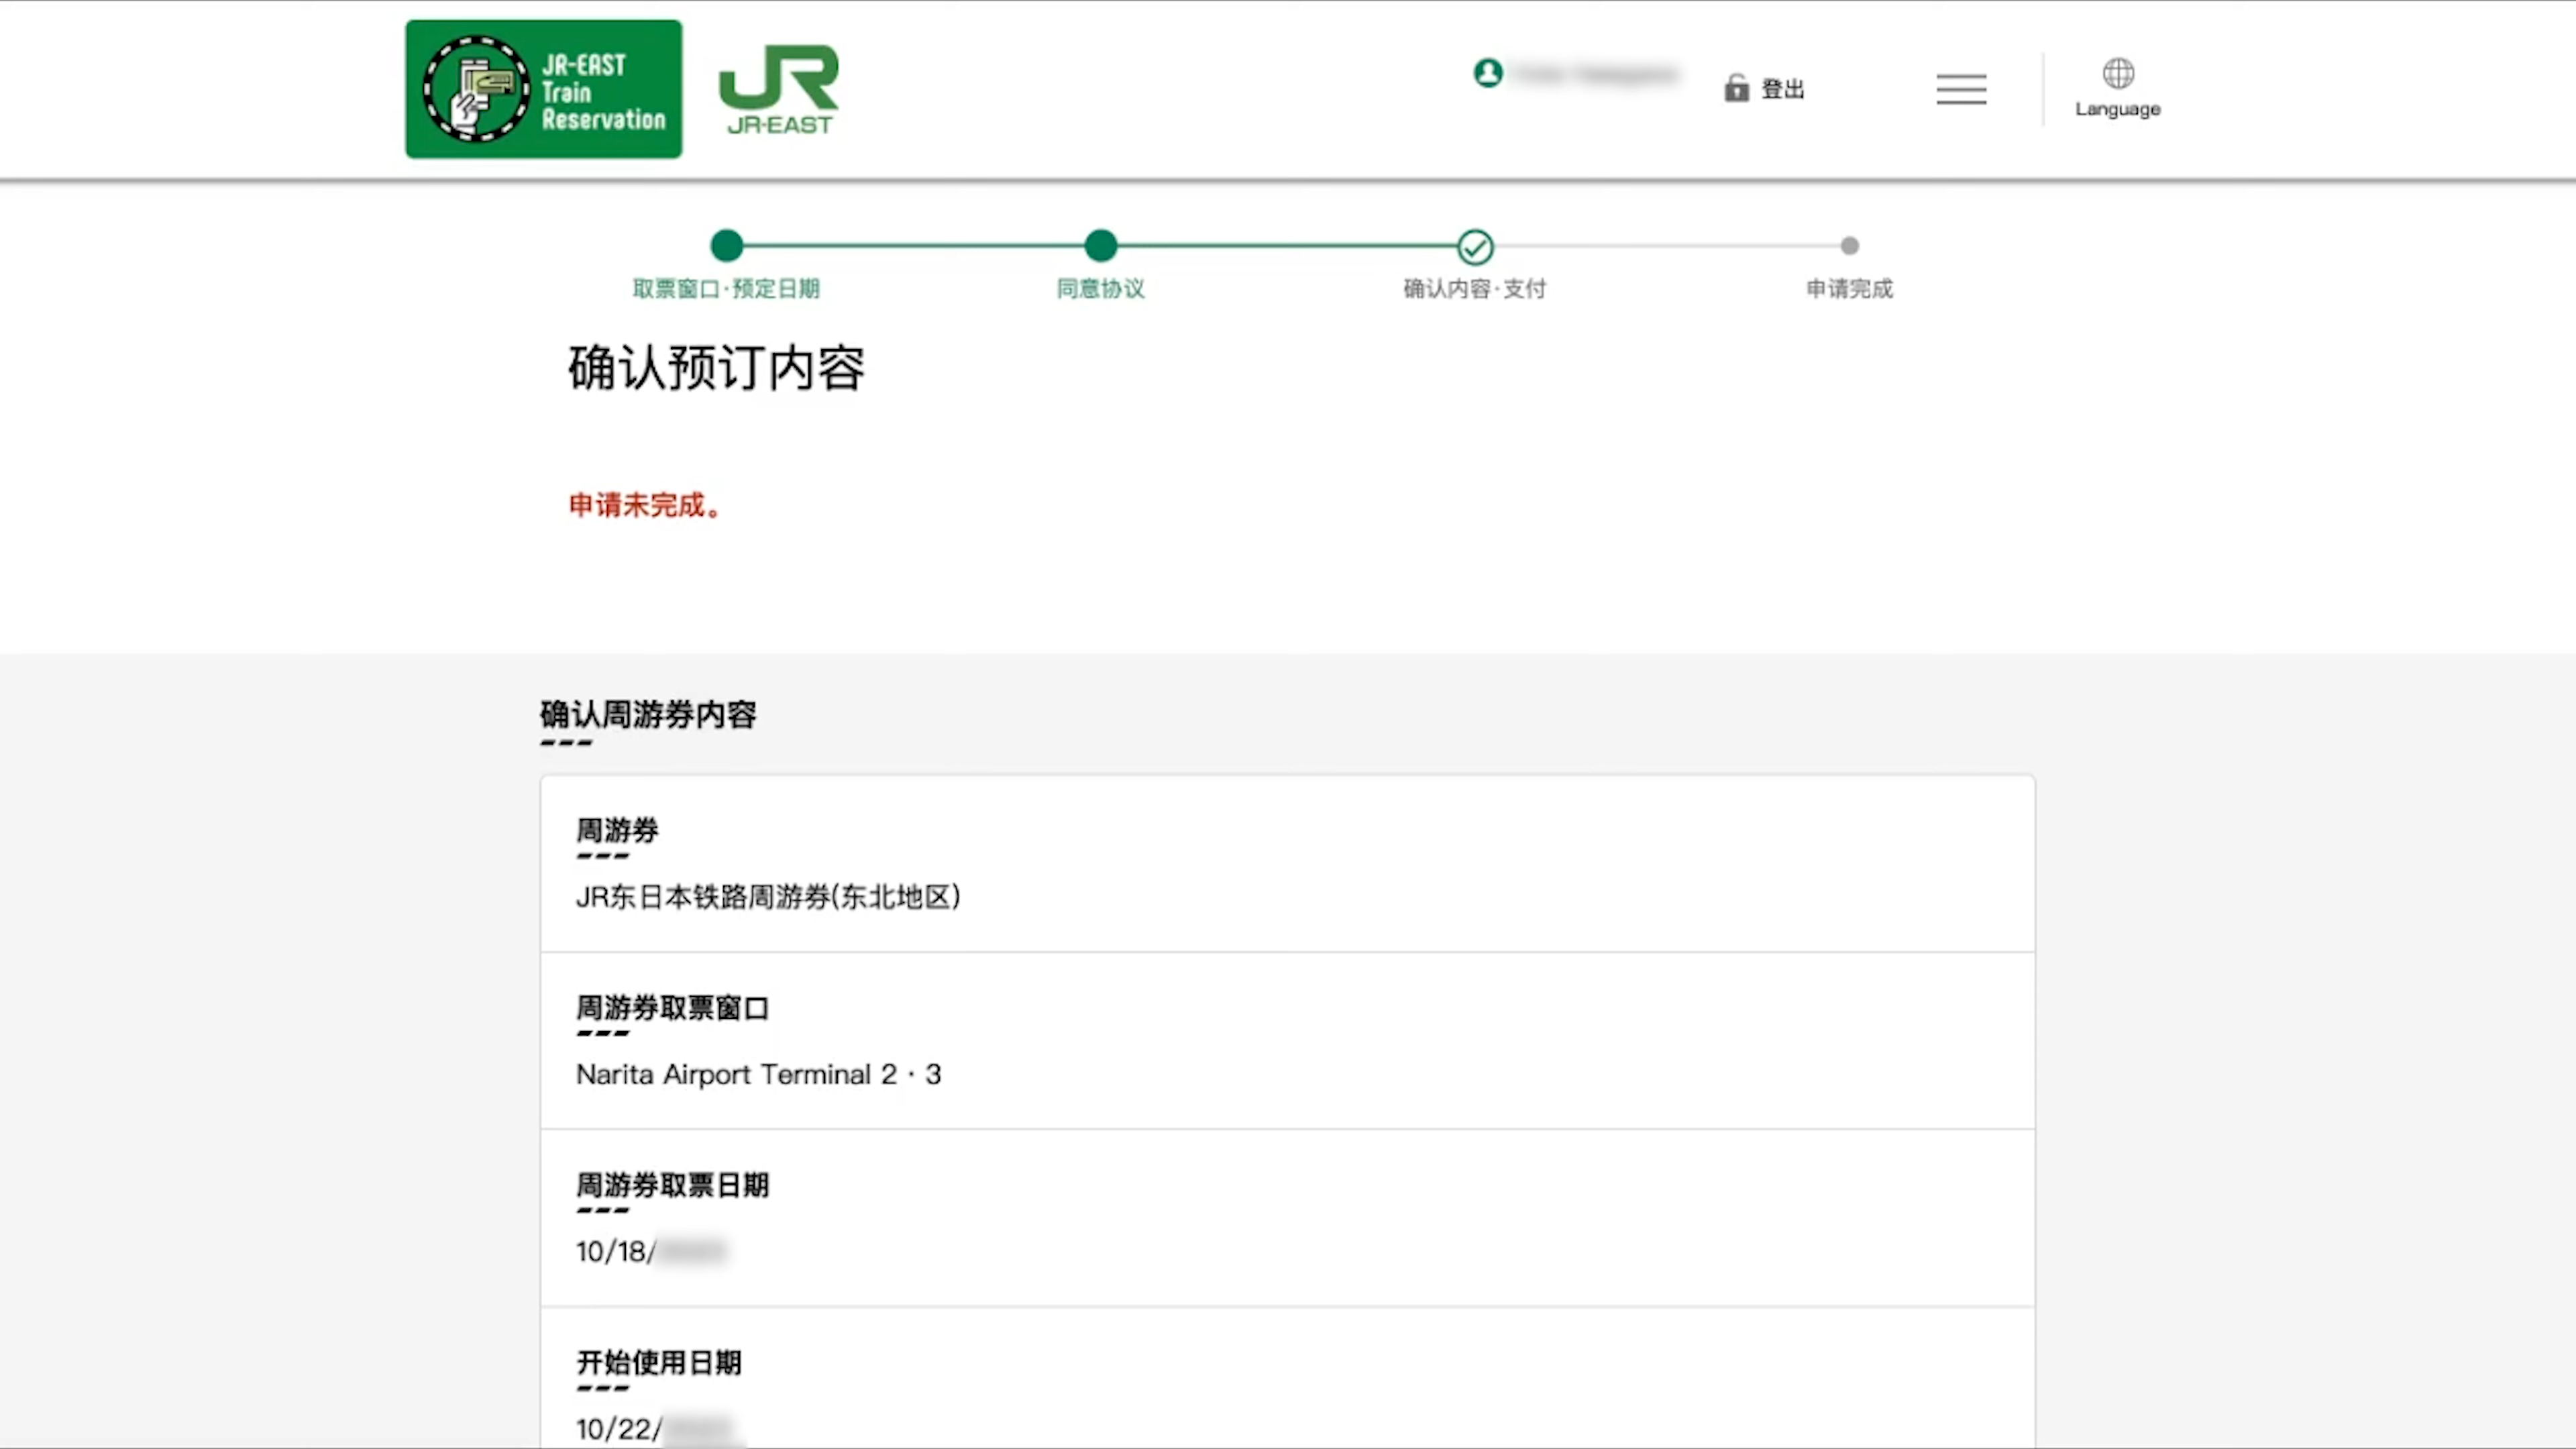 JR-EAST
Train
Reservation
JR
JR-EAST
登出
Language
取票窗口·预定日期
同意协议
确认内容·支付
申请完成
确认预订内容
申请未完成。
确认周游券内容
周游券
JR东日本铁路周游券(东北地区)
周游券取票窗口
Narita Airport Terminal 2・3
周游券取票日期
10/18/
开始使用日期
10/22/